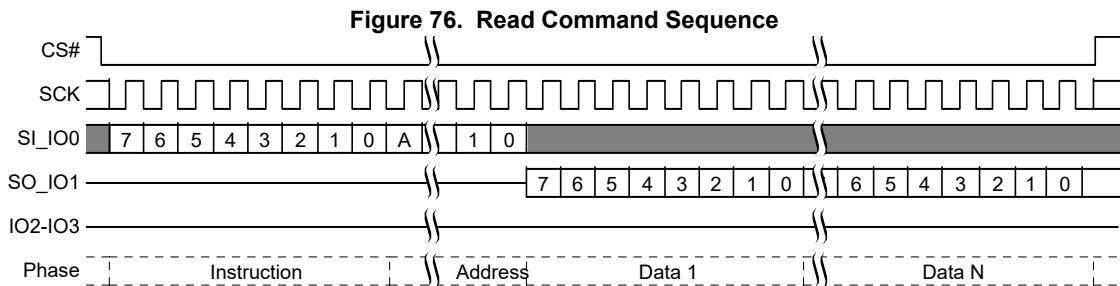 Figure 76.  Read Command Sequence
CS#
SCK
SI_IO0 7 6 5 4 3 2 1 0 A 1 0
SO_IO1 7 6 5 4 3 2 1 0 6 5 4 3 2 1 0
IO2-IO3
Phase Instruction Address Data 1 Data N